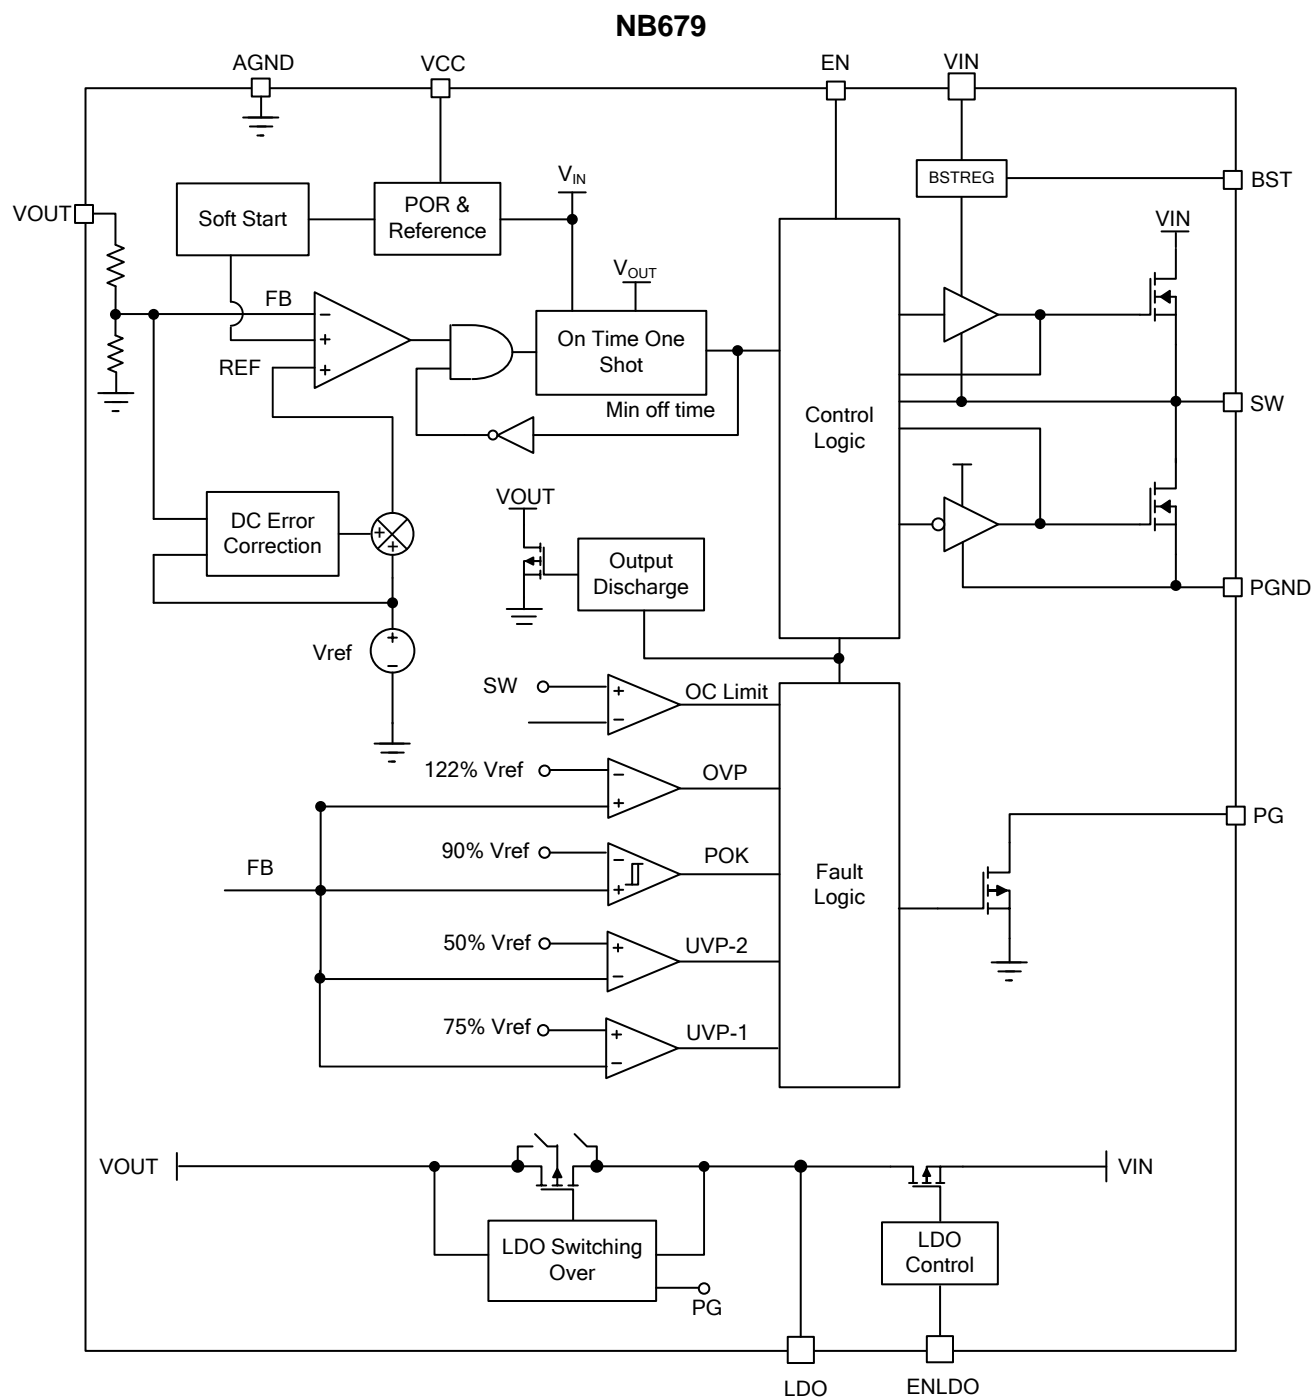 NB679
AGND
VCC
EN
VIN
BSTREG
BST
VIN
VOUT
Soft Start
POR &
Reference
VIN
VOUT
FB
−
+
+
REF
On Time One
Shot
Min off time
Control
Logic
SW
DC Error
Correction
+
+
VOUT
Output
Discharge
PGND
Vref
+
−
SW
+
−
OC Limit
122% Vref
−
+
OVP
90% Vref
−
+
POK
FB
50% Vref
+
−
UVP-2
75% Vref
+
−
UVP-1
Fault
Logic
PG
VOUT
VIN
LDO Switching
Over
PG
LDO
Control
LDO
ENLDO